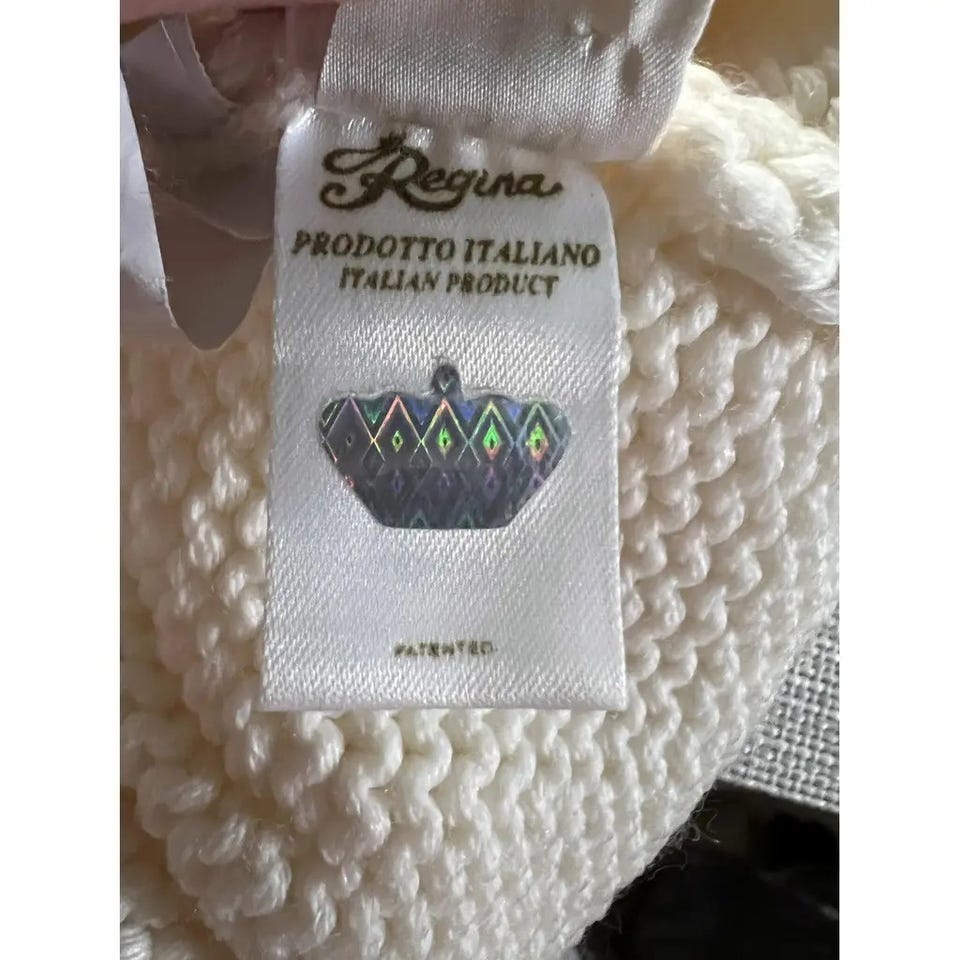 Regina
PRODOTTO ITALIANO
ITALIAN PRODUCT
PATENTED